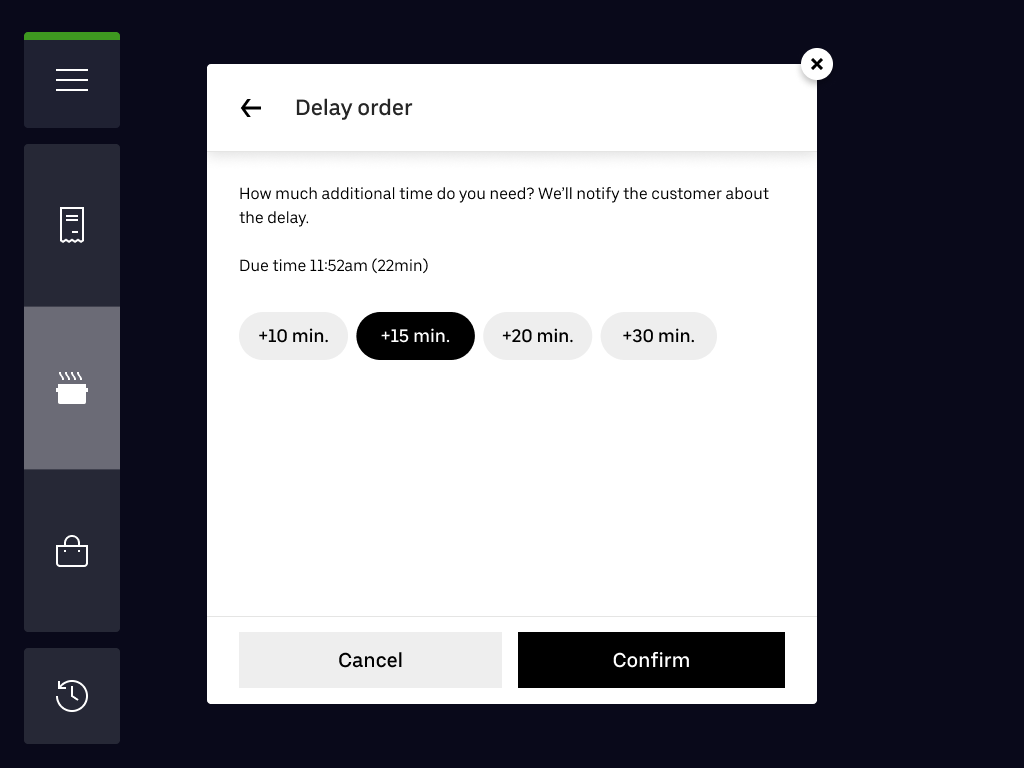 Delay order
How much additional time do you need? We’ll notify the customer about
the delay.
Due time 11:52am (22min)
+10 min. +15 min. +20 min. +30 min.
Cancel Confirm